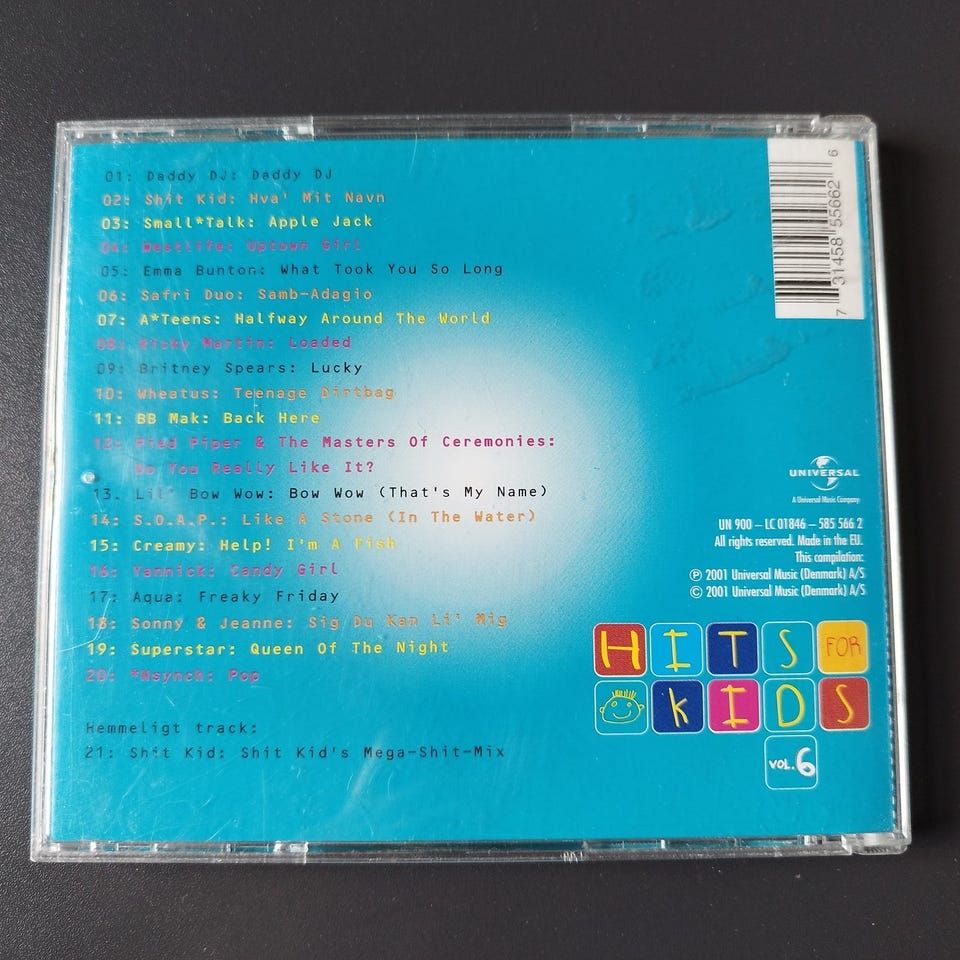 01: Daddy DJ: Daddy DJ
02: Shit Kid: Hva' Mit Navn
03: Small*Talk: Apple Jack
04: Westlife: Uptown Girl
05: Emma Bunton: What Took You So Long
06: Safri Duo: Samb-Adagio
07: A*Teens: Halfway Around The World
08: Ricky Martin: Loaded
09: Britney Spears: Lucky
10: Wheatus: Teenage Dirtbag
11: BB Mak: Back Here
12: Pied Piper & The Masters Of Ceremonies:
Do You Really Like It?
13. Lil' Bow Wow: Bow Wow (That's My Name)
14: S.O.A.P.: Like A Stone (In The Water)
15: Creamy: Help! I'm A Fish
16: Yannick: Candy Girl
17: Aqua: Freaky Friday
18: Sonny & Jeanne: Sig Du Kan Li' Mig
19: Superstar: Queen Of The Night
20: *Nsynch: Pop
Hemmeligt track:
21: Shit Kid: Shit Kid's Mega-Shit-Mix
7 31458 55662 6
UNIVERSAL
A Universal Music Company
UN 900 – LC 01846 – 585 566 2
All rights reserved. Made in the EU.
This compilation:
℗ 2001 Universal Music (Denmark) A/S
© 2001 Universal Music (Denmark) A/S
HITS FOR
KIDS
VOL. 6